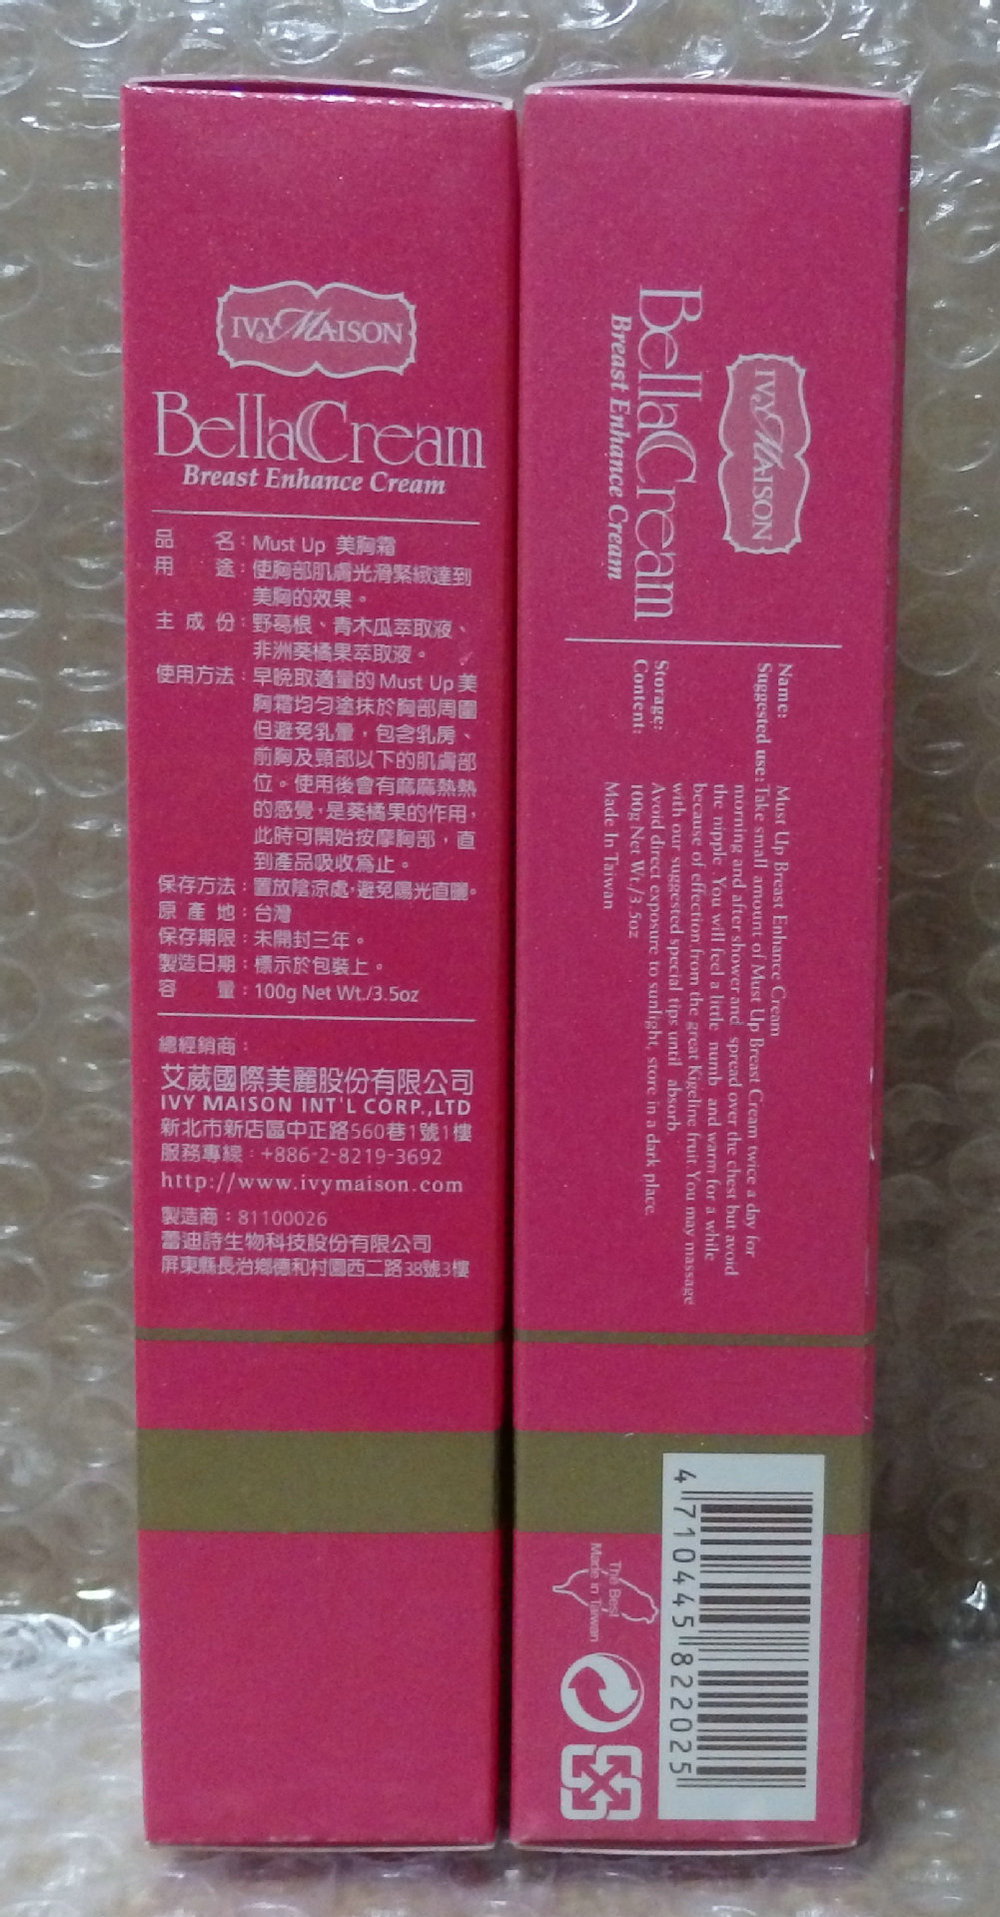 IVY MAISON
BellaCream
Breast Enhance Cream
品名：Must Up 美胸霜
用途：使胸部肌膚光滑緊緻達到
美胸的效果。
主成份：野葛根、青木瓜萃取液、
非洲葵橘果萃取液。
使用方法：早晚取適量的 Must Up 美
胸霜均勻塗抹於胸部周圍
但避免乳暈，包含乳房、
前胸及頸部以下的肌膚部
位。使用後會有麻麻熱熱
的感覺，是葵橘果的作用，
此時可開始按摩胸部，直
到產品吸收為止。
保存方法：置放陰涼處，避免陽光直曬。
原產地：台灣
保存期限：未開封三年。
製造日期：標示於包裝上。
容量：100g Net Wt./3.5oz
總經銷商：
艾葳國際美麗股份有限公司
IVY MAISON INT'L CORP.,LTD
新北市新店區中正路560巷1號1樓
服務專線：+886-2-8219-3692
http://www.ivymaison.com
製造商：81100026
蕾迪詩生物科技股份有限公司
屏東縣長治鄉德和村園西二路38號3樓
IVY MAISON
BellaCream
Breast Enhance Cream
Name: Must Up Breast Enhance Cream
Suggested use: Take small amount of Must Up Breast Cream twice a day for
morning and after shower and spread over the chest but avoid
the nipple. You will feel a little numb and warm for a while
because of effection from the great Kigeline fruit. You may massage
with our suggested special tips until absorb
Storage: Avoid direct exposure to sunlight, store in a dark place.
Content: 100g Net Wt./3.5oz
Made In Taiwan
4 710445 822025
The Best
Made in Taiwan